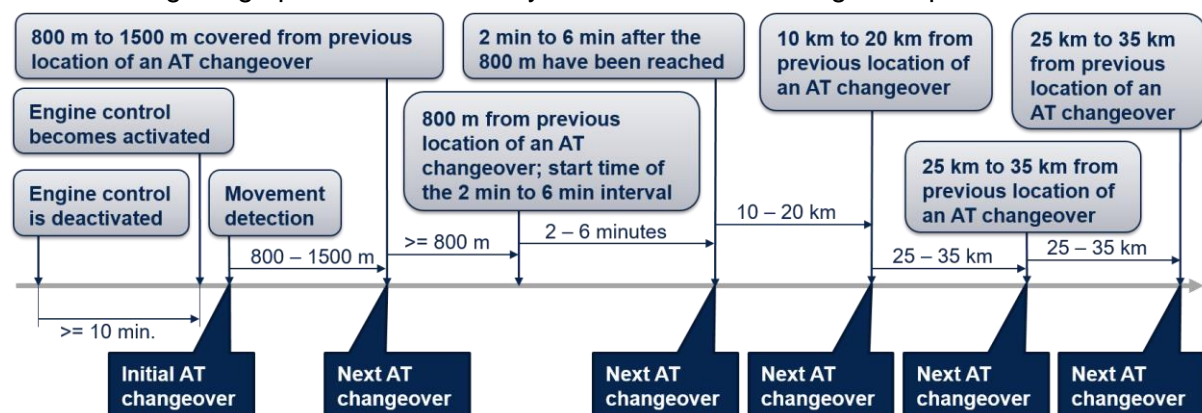 800 m to 1500 m covered from previous
location of an AT changeover
2 min to 6 min after the
800 m have been reached
10 km to 20 km from
previous location of
an AT changeover
25 km to 35 km
from previous
location of an
AT changeover
Engine control
becomes activated
800 m from previous
location of an AT
changeover; start time of
the 2 min to 6 min interval
25 km to 35 km from
previous location of
an AT changeover
Engine control
is deactivated
Movement
detection
10 – 20 km
>= 800 m
2 – 6 minutes
800 – 1500 m
25 – 35 km
25 – 35 km
>= 10 min.
Initial AT
changeover
Next AT
changeover
Next AT
changeover
Next AT
changeover
Next AT
changeover
Next AT
changeover